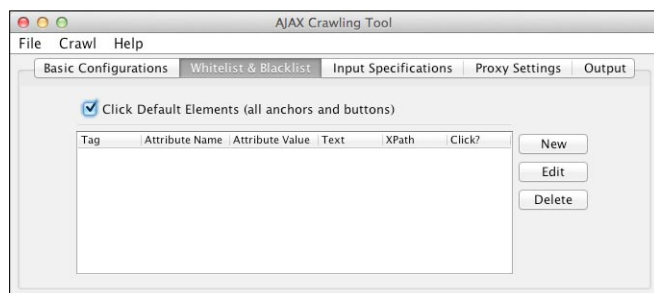 AJAX Crawling Tool
File Crawl Help
Basic Configurations Whitelist & Blacklist Input Specifications Proxy Settings Output
Click Default Elements (all anchors and buttons)
Tag Attribute Name Attribute Value Text XPath Click?
New
Edit
Delete